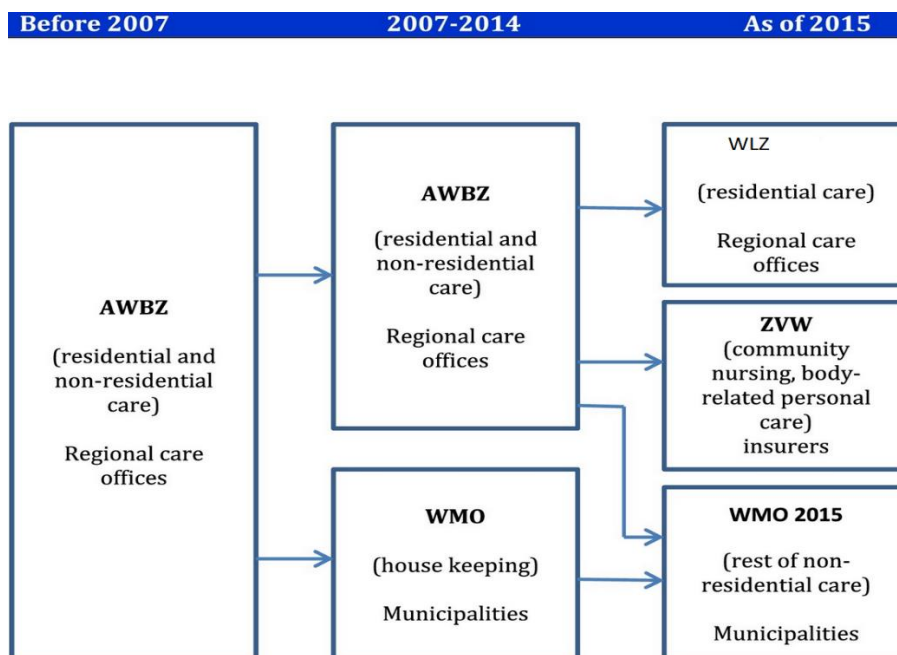 Before 2007
2007-2014
As of 2015
AWBZ
(residential and
non-residential
care)
Regional care
offices
AWBZ
(residential and
non-residential
care)
Regional care
offices
WMO
(house keeping)
Municipalities
WLZ
(residential care)
Regional care
offices
ZVW
(community
nursing, body-
related personal
care)
insurers
WMO 2015
(rest of non-
residential care)
Municipalities